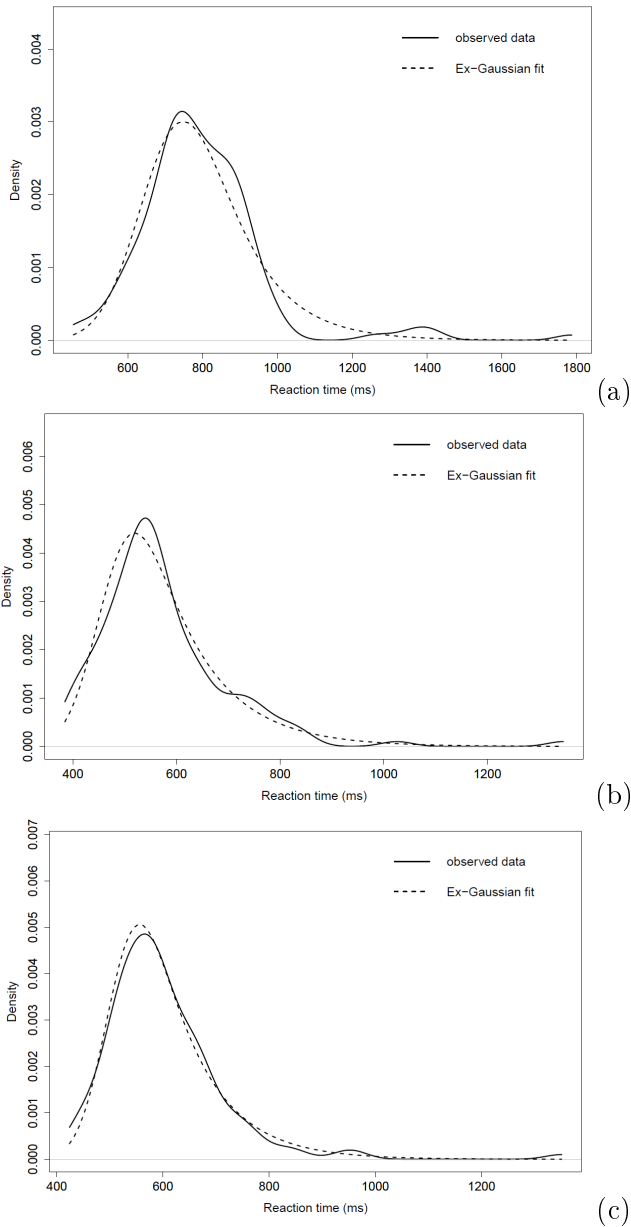 0.004
observed data
Ex−Gaussian fit
0.003
Density
0.002
0.001
0.000
600 800 1000 1200 1400 1600 1800
Reaction time (ms)
(a)
0.006
observed data
Ex−Gaussian fit
0.005
0.004
Density
0.003
0.002
0.001
0.000
400 600 800 1000 1200
Reaction time (ms)
(b)
0.007
observed data
0.006
Ex−Gaussian fit
0.005
0.004
Density
0.003
0.002
0.001
0.000
400 600 800 1000 1200
Reaction time (ms)
(c)